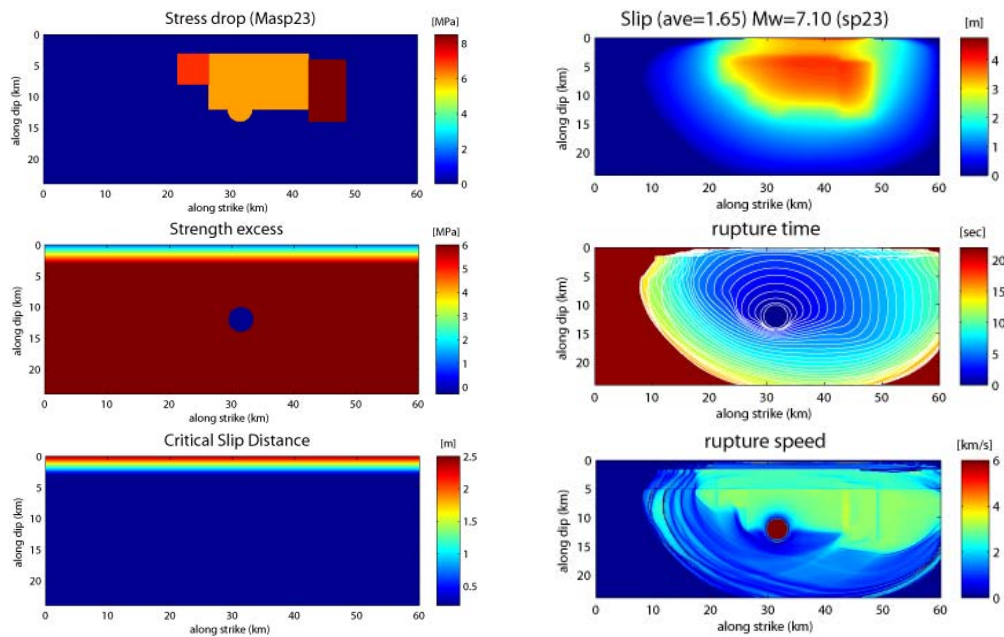 Stress drop (Masp23)
[MPa]
0
5
10
15
20
along dip (km)
0 10 20 30 40 50 60
along strike (km)
8
6
4
2
0
Slip (ave=1.65) Mw=7.10 (sp23)
[m]
0
5
10
15
20
along dip (km)
0 10 20 30 40 50 60
along strike (km)
4
3
2
1
0
Strength excess
[MPa]
0
5
10
15
20
along dip (km)
0 10 20 30 40 50 60
along strike (km)
6
5
4
3
2
1
0
rupture time
[sec]
0
5
10
15
20
along dip (km)
0 10 20 30 40 50 60
along strike (km)
20
15
10
5
0
Critical Slip Distance
[m]
0
5
10
15
20
along dip (km)
0 10 20 30 40 50 60
along strike (km)
2.5
2
1.5
1
0.5
rupture speed
[km/s]
0
5
10
15
20
along dip (km)
0 10 20 30 40 50 60
along strike (km)
6
4
2
0